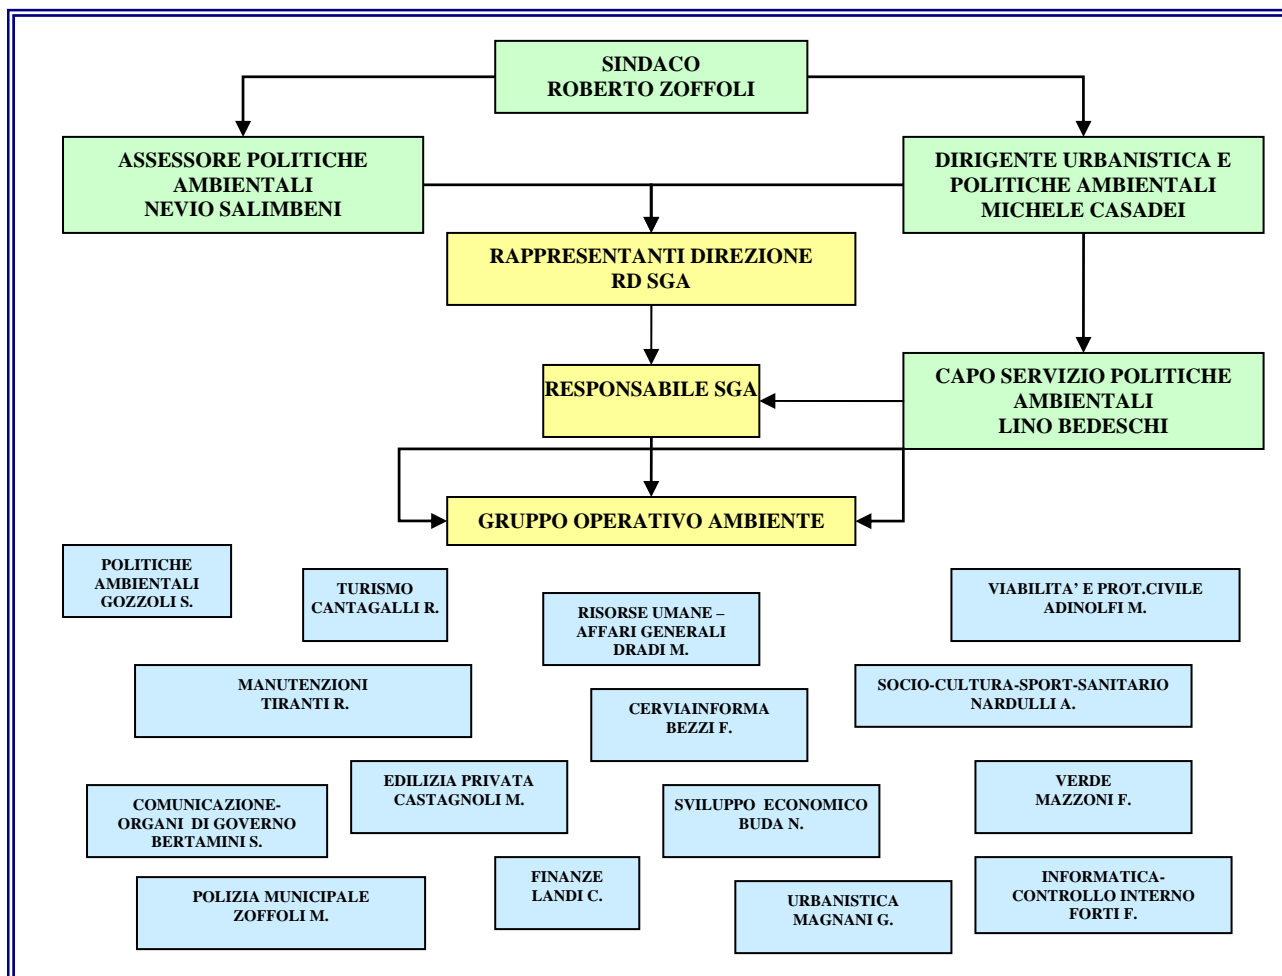 SINDACO
ROBERTO ZOFFOLI
ASSESSORE POLITICHE
AMBIENTALI
NEVIO SALIMBENI
DIRIGENTE URBANISTICA E
POLITICHE AMBIENTALI
MICHELE CASADEI
RAPPRESENTANTI DIREZIONE
RD SGA
RESPONSABILE SGA
CAPO SERVIZIO POLITICHE
AMBIENTALI
LINO BEDESCHI
GRUPPO OPERATIVO AMBIENTE
POLITICHE
AMBIENTALI
GOZZOLI S.
TURISMO
CANTAGALLI R.
RISORSE UMANE –
AFFARI GENERALI
DRADI M.
VIABILITA’ E PROT.CIVILE
ADINOLFI M.
MANUTENZIONI
TIRANTI R.
CERVIAINFORMA
BEZZI F.
SOCIO-CULTURA-SPORT-SANITARIO
NARDULLI A.
COMUNICAZIONE-
ORGANI DI GOVERNO
BERTAMINI S.
EDILIZIA PRIVATA
CASTAGNOLI M.
SVILUPPO ECONOMICO
BUDA N.
VERDE
MAZZONI F.
POLIZIA MUNICIPALE
ZOFFOLI M.
FINANZE
LANDI C.
URBANISTICA
MAGNANI G.
INFORMATICA-
CONTROLLO INTERNO
FORTI F.